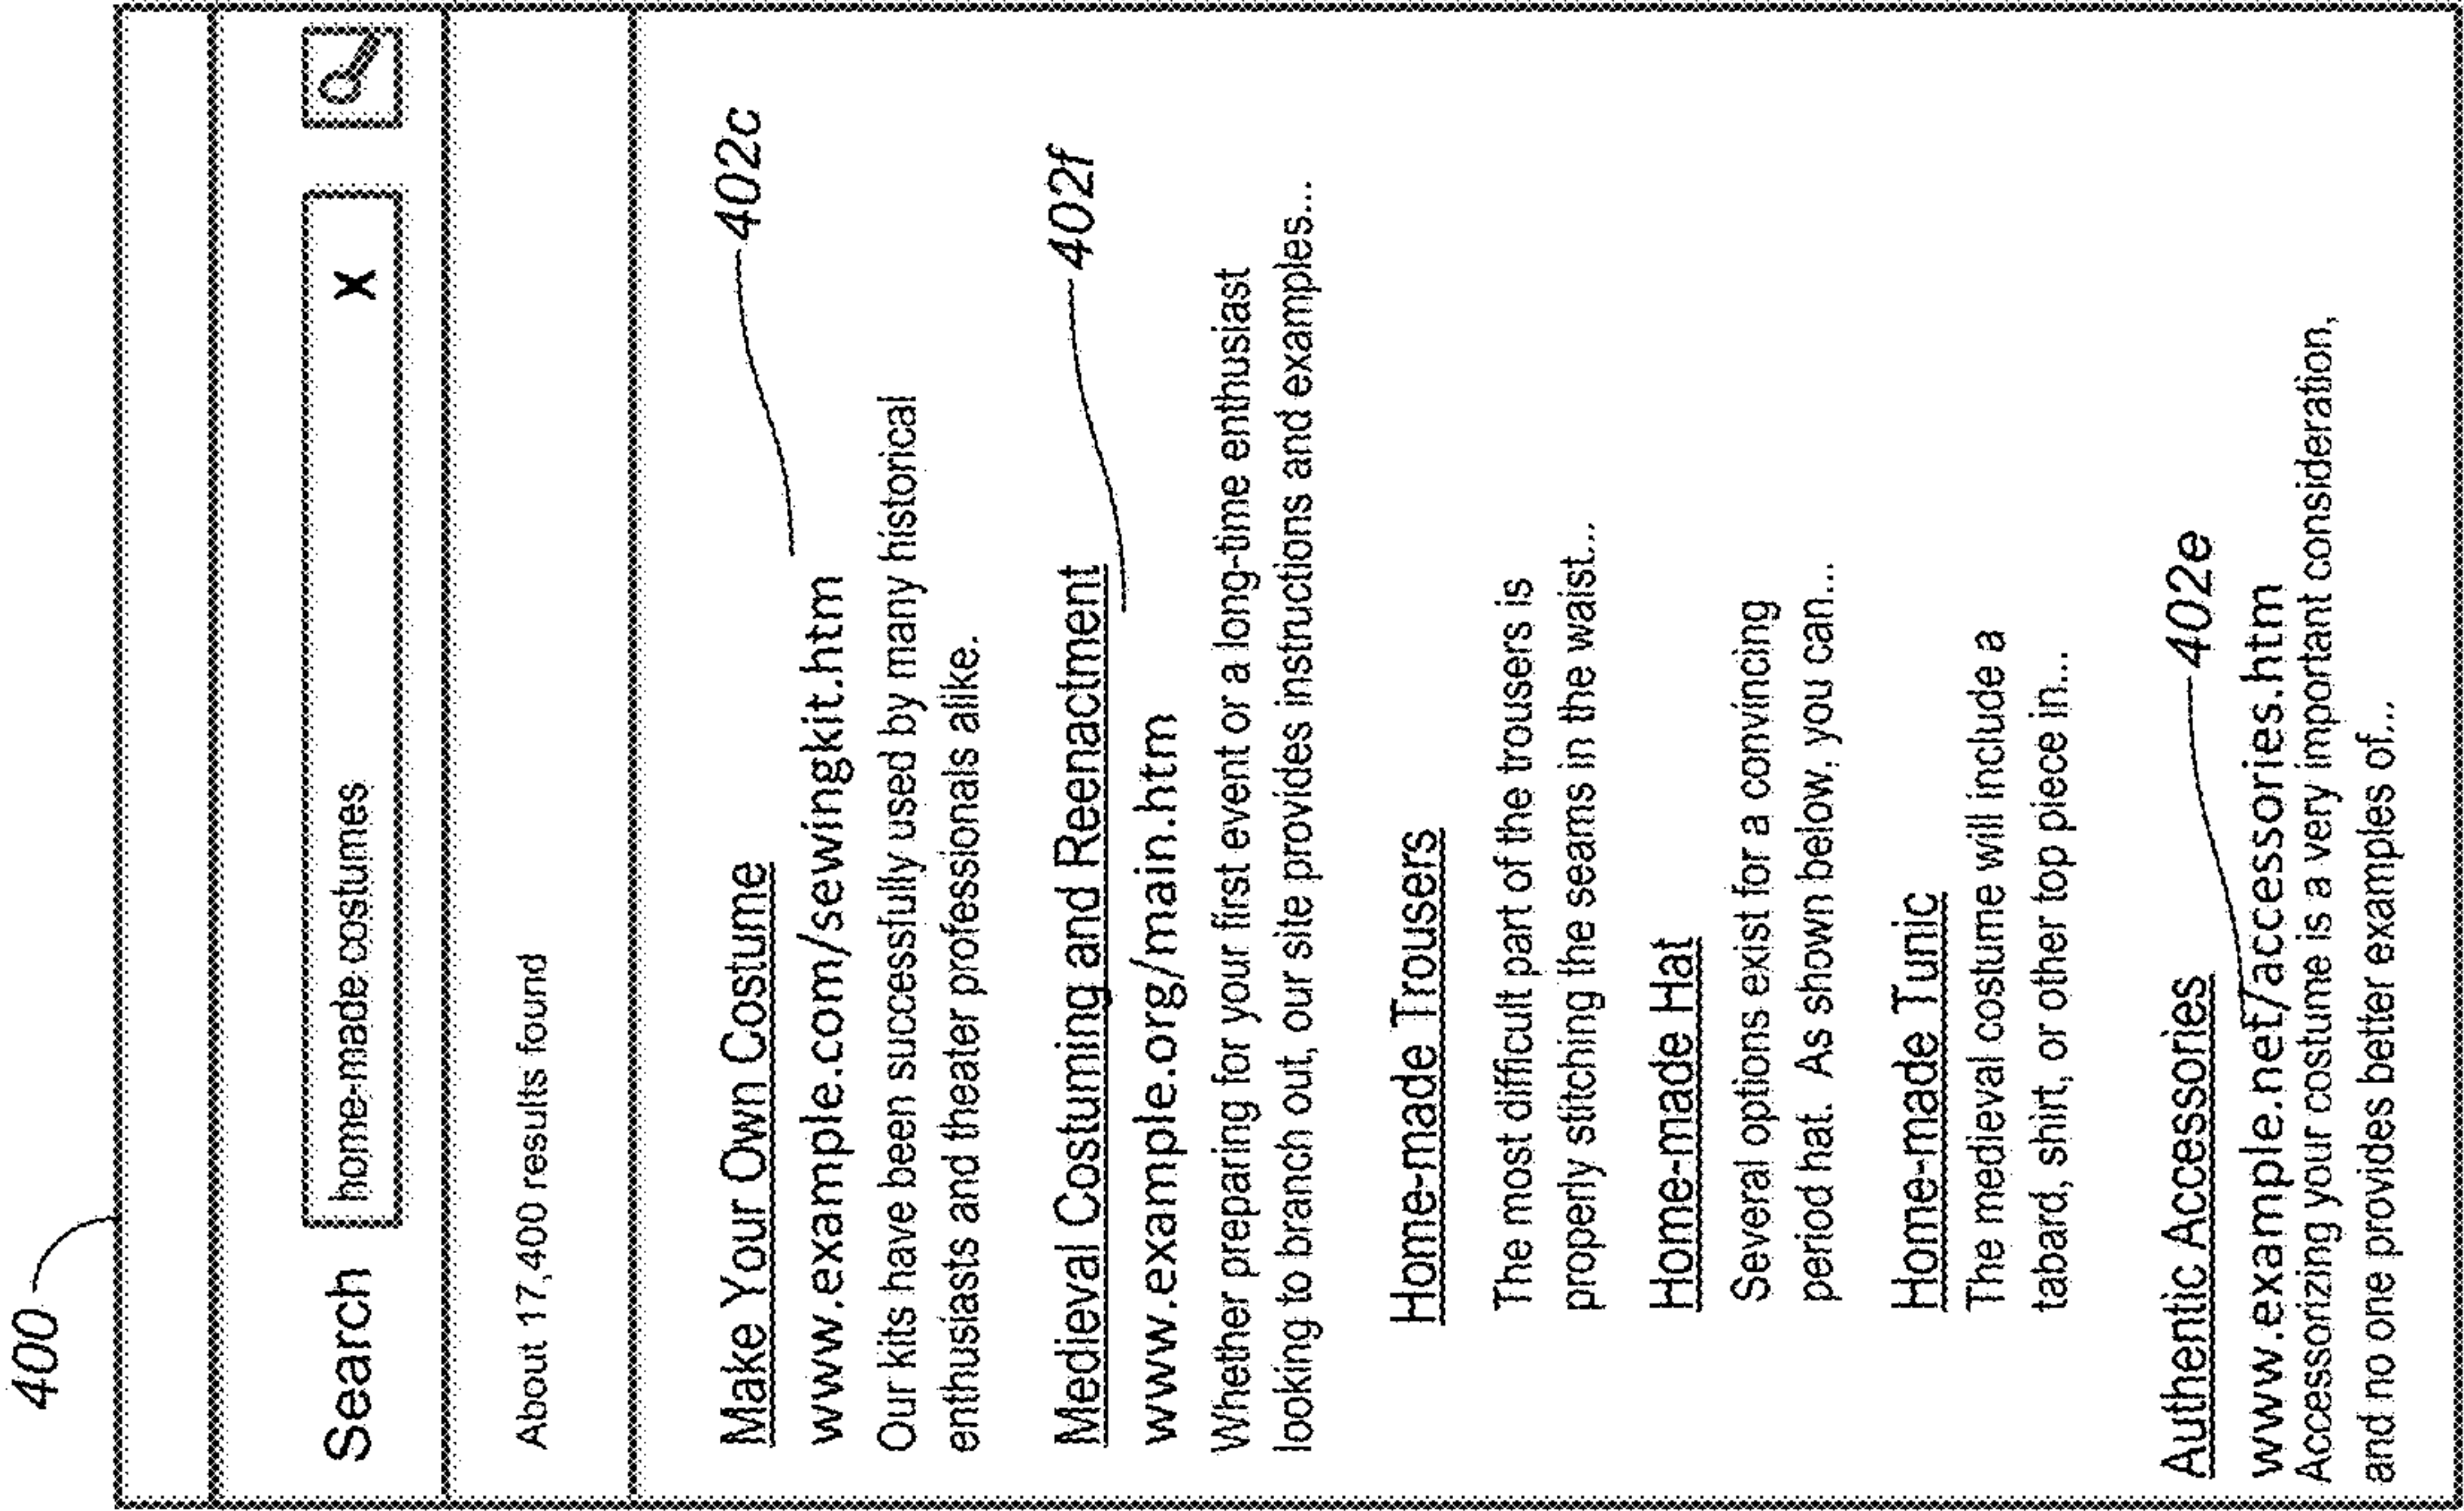 400
Search
home-made costumes X
About 17,400 results found
Make Your Own Costume
402c
www.example.com/sewingkit.htm
Our kits have been successfully used by many historical
enthusiasts and theater professionals alike.
Medieval Costuming and Reenactment
402f
www.example.org/main.htm
Whether preparing for your first event or a long-time enthusiast
looking to branch out, our site provides instructions and examples...
Home-made Trousers
The most difficult part of the trousers is
properly stitching the seams in the waist...
Home-made Hat
Several options exist for a convincing
period hat. As shown below, you can...
Home-made Tunic
The medieval costume will include a
tabard, shirt, or other top piece in...
Authentic Accessories
402e
www.example.net/accessories.htm
Accessorizing your costume is a very important consideration,
and no one provides better examples of...